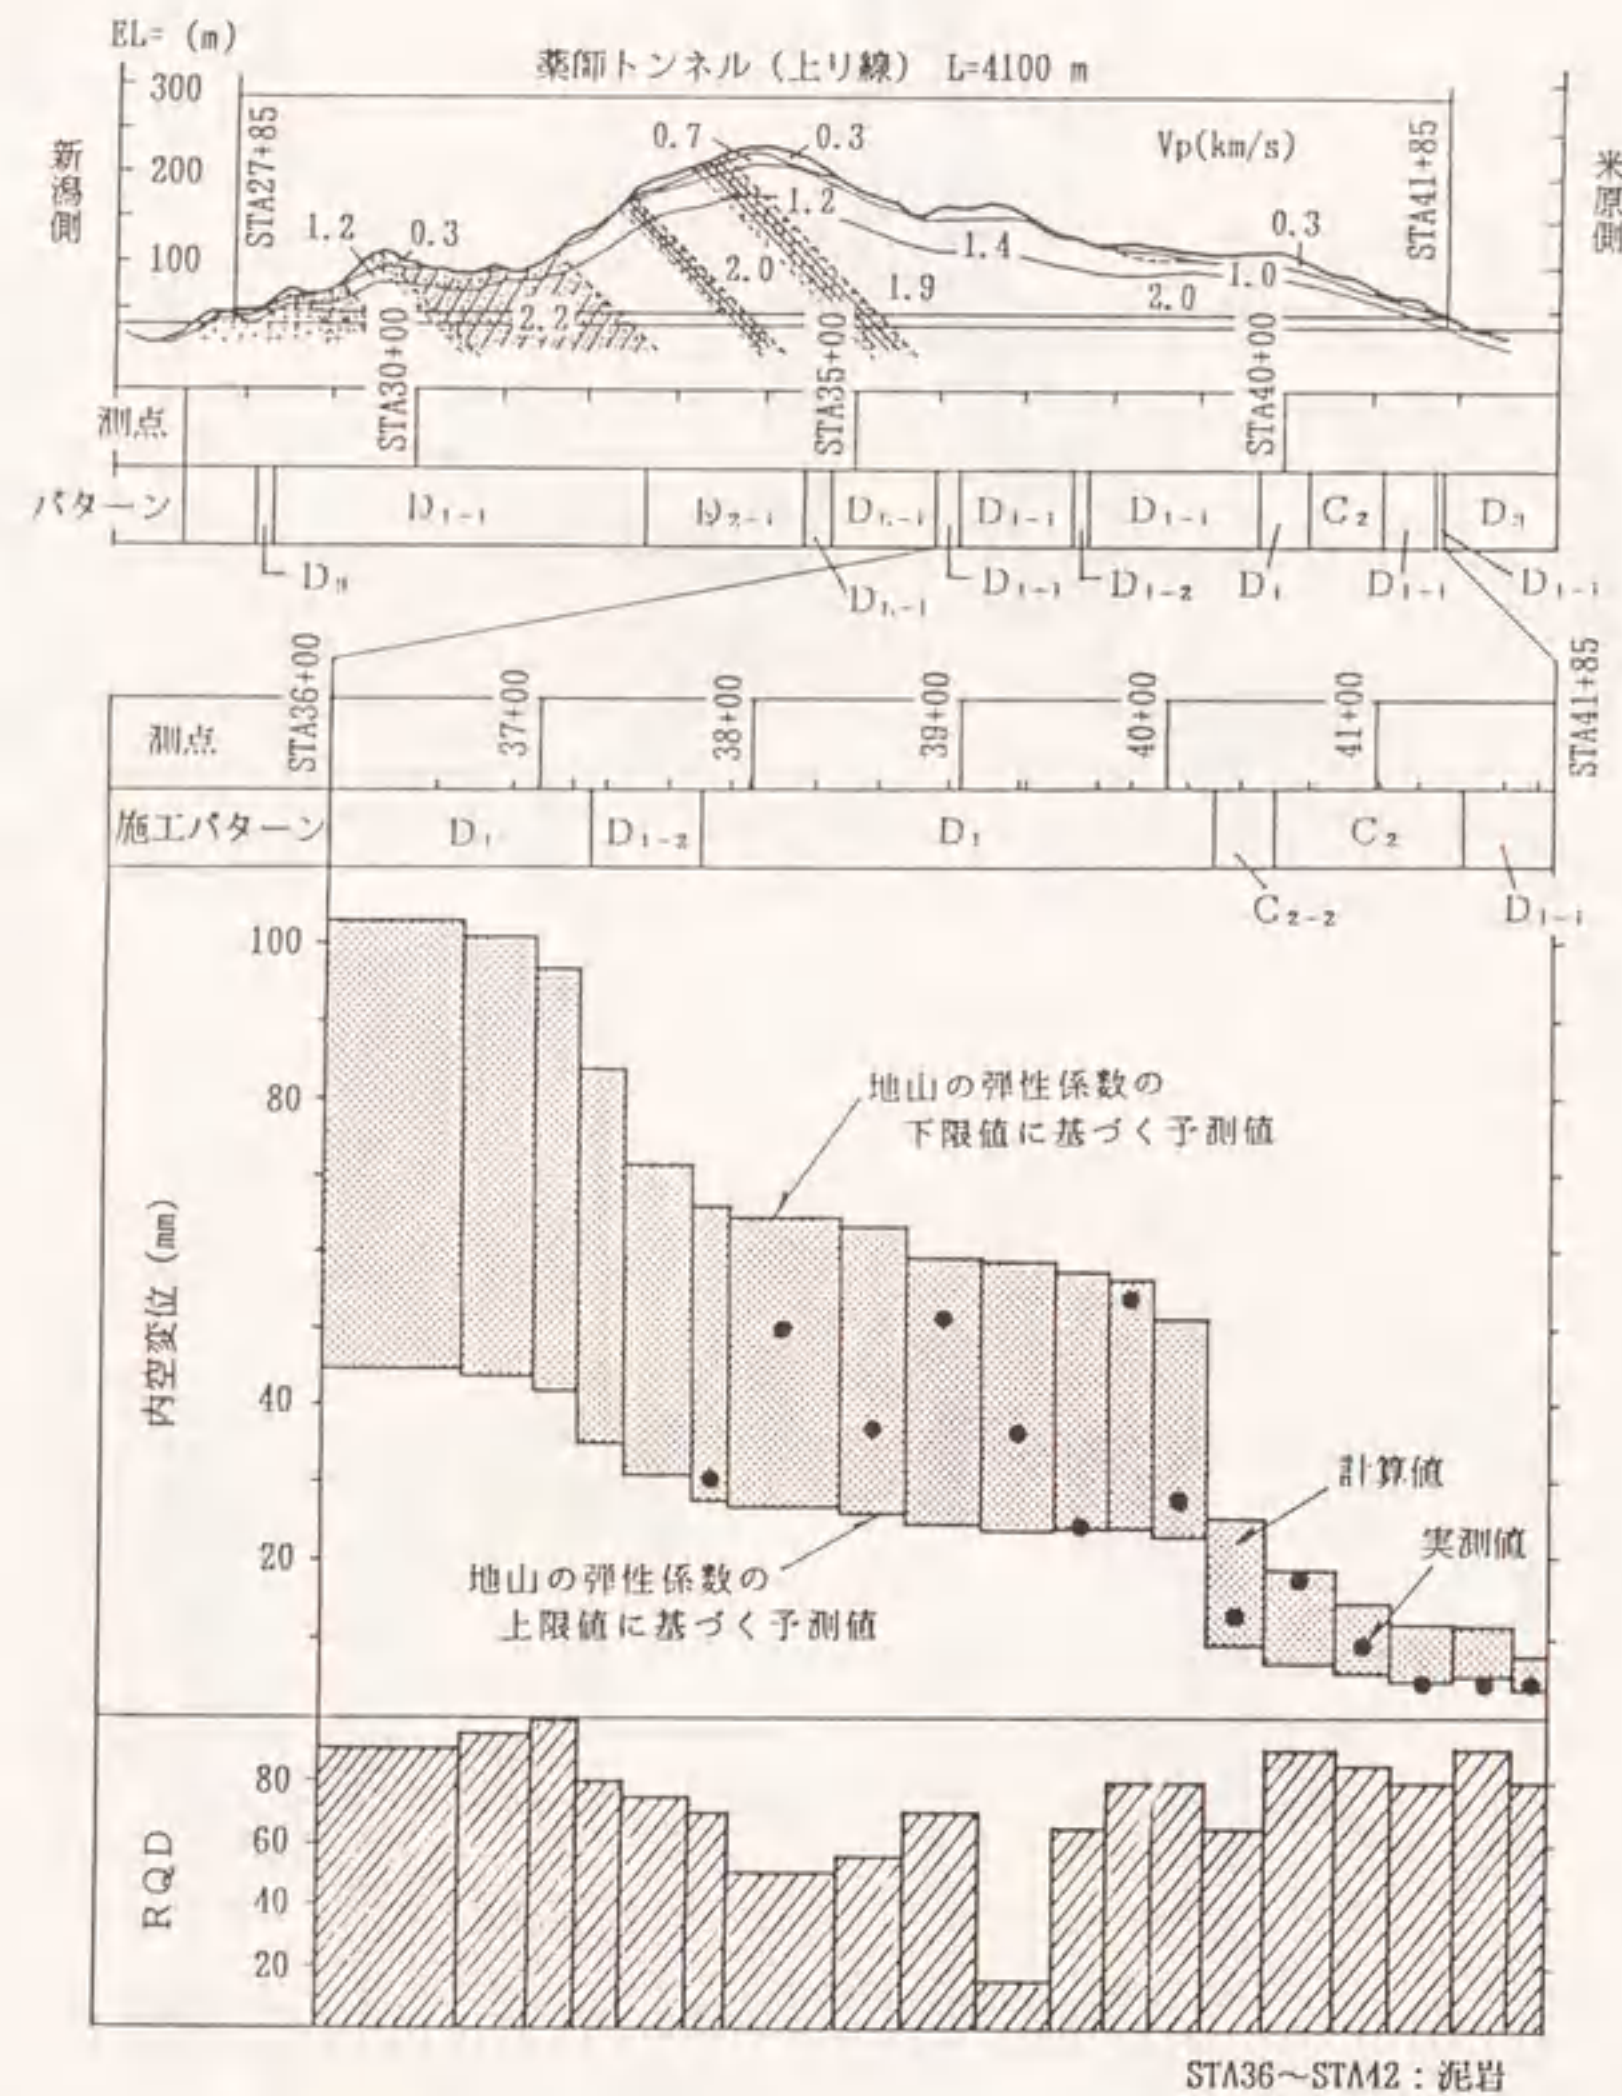 EL= (m)
薬師トンネル（上り線） L=4100 m
300
200
100
新潟側
米原側
STA27+85
STA41+85
Vp(km/s)
0.7
0.3
1.2
0.3
1.2
1.4
0.3
2.0
1.9
2.0
1.0
2.2
測点
STA30+00
STA35+00
STA40+00
パターン
D₁₋₁
D₂₋₁
D₁₋₁
D₁₋₁
C₂
D₁₋₁
D₁₋₂
D₁
D₁₋₁
D₁₋₁
測点
STA36+00
37+00
38+00
39+00
40+00
41+00
STA41+85
施工パターン
D₁
D₁₋₂
D₁
C₂
C₂₋₂
D₁₋₁
内空変位 (mm)
100
80
40
20
地山の弾性係数の
下限値に基づく予測値
計算値
実測値
地山の弾性係数の
上限値に基づく予測値
RQD
80
60
40
20
STA36～STA42：泥岩